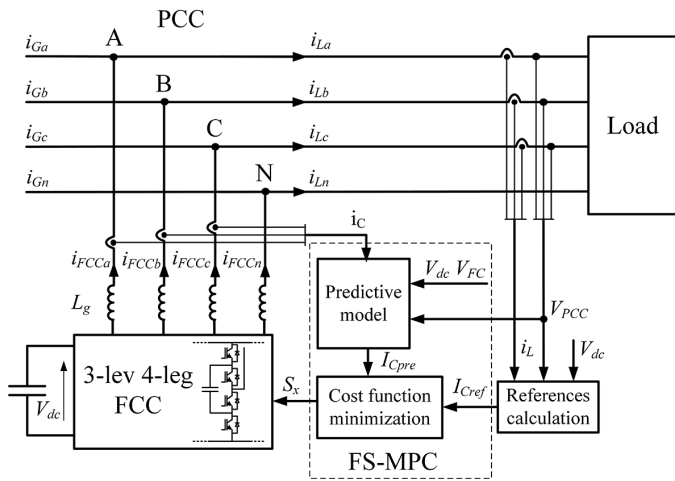 PCC
i_Ga A i_La
i_Gb B i_Lb
i_Gc C i_Lc
i_Gn N i_Ln
Load
i_C
i_FCCa i_FCCb i_FCCc i_FCCn
L_g
V_dc V_FC
Predictive
model
V_PCC
i_L V_dc
I_Cpre
3-lev 4-leg
FCC
V_dc
S_x
Cost function
minimization
I_Cref
References
calculation
FS-MPC